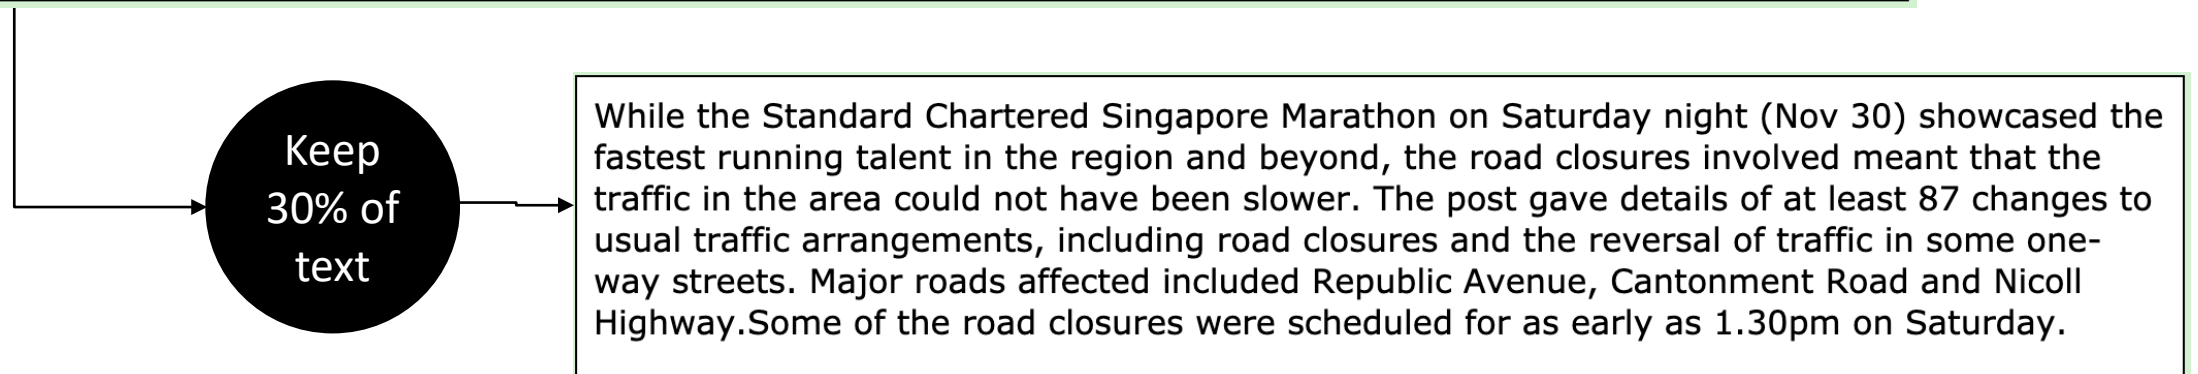 Keep
30% of
text
While the Standard Chartered Singapore Marathon on Saturday night (Nov 30) showcased the
fastest running talent in the region and beyond, the road closures involved meant that the
traffic in the area could not have been slower. The post gave details of at least 87 changes to
usual traffic arrangements, including road closures and the reversal of traffic in some one-
way streets. Major roads affected included Republic Avenue, Cantonment Road and Nicoll
Highway.Some of the road closures were scheduled for as early as 1.30pm on Saturday.